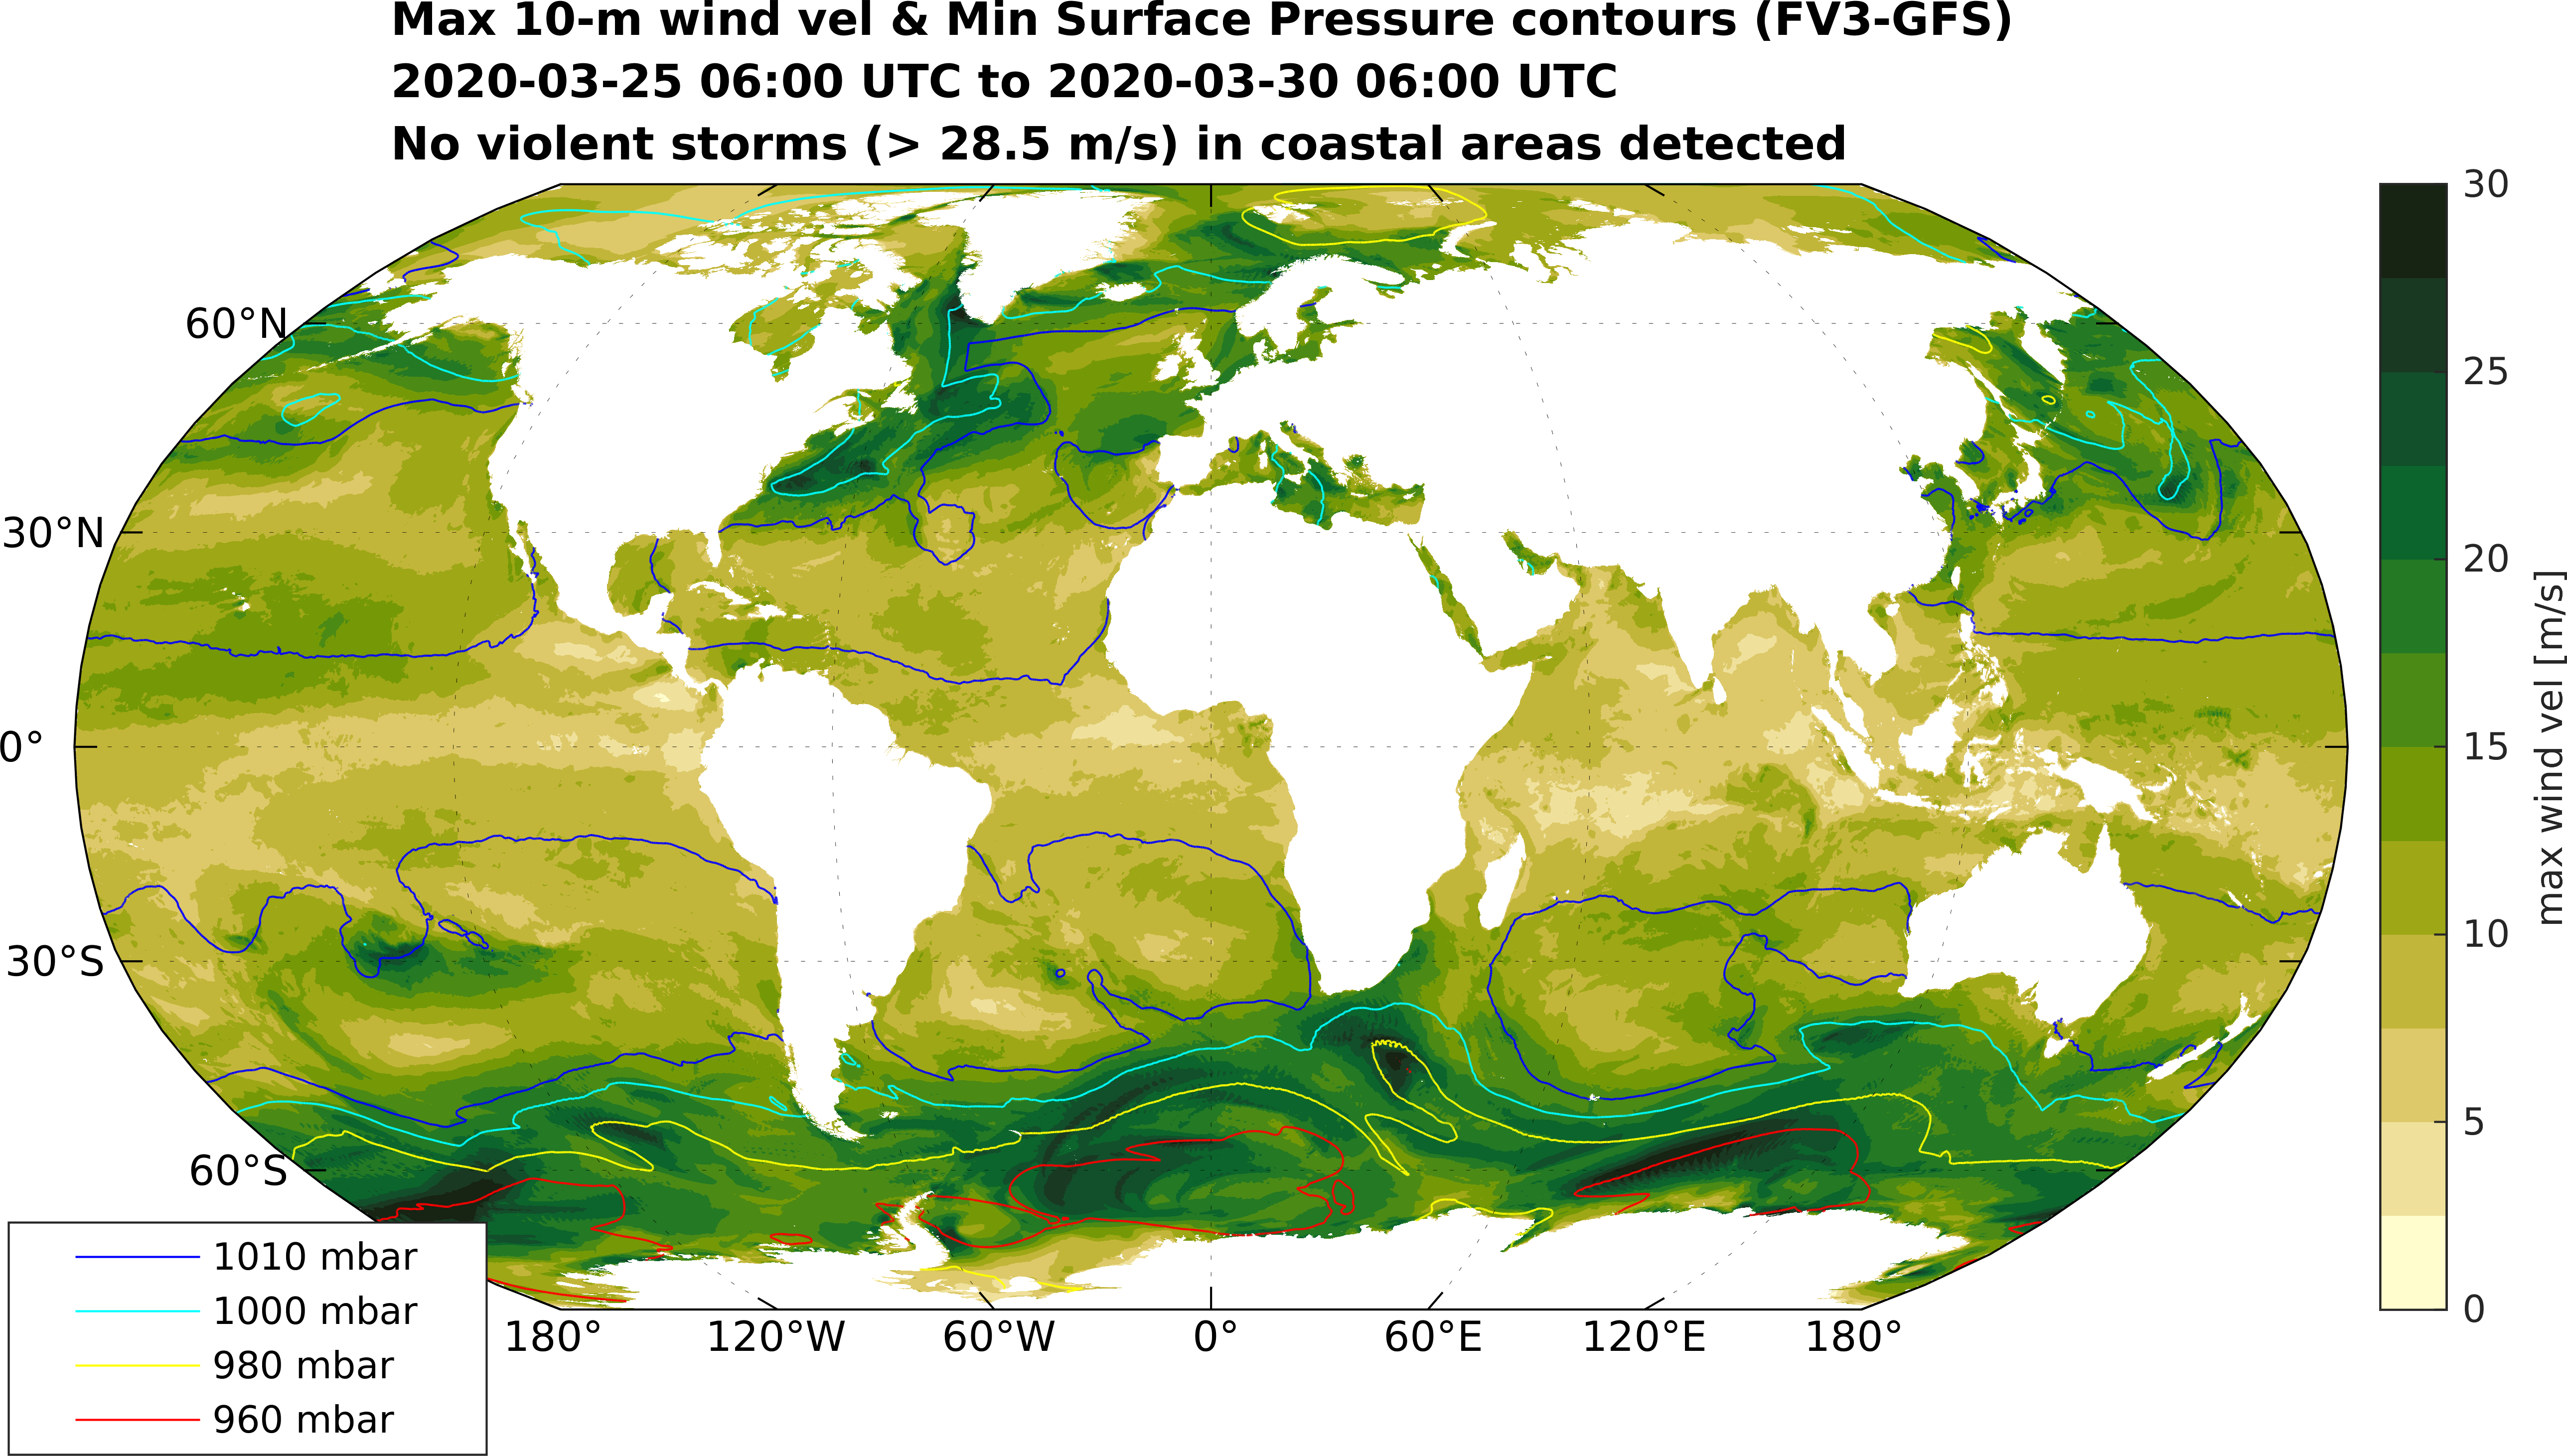 Max 10-m wind vel & Min Surface Pressure contours (FV3-GFS)
2020-03-25 06:00 UTC to 2020-03-30 06:00 UTC
No violent storms (> 28.5 m/s) in coastal areas detected
60°N
30°N
0°
30°S
60°S
180°
120°W
60°W
0°
60°E
120°E
180°
1010 mbar
1000 mbar
980 mbar
960 mbar
30
25
20
15
10
5
0
max wind vel [m/s]